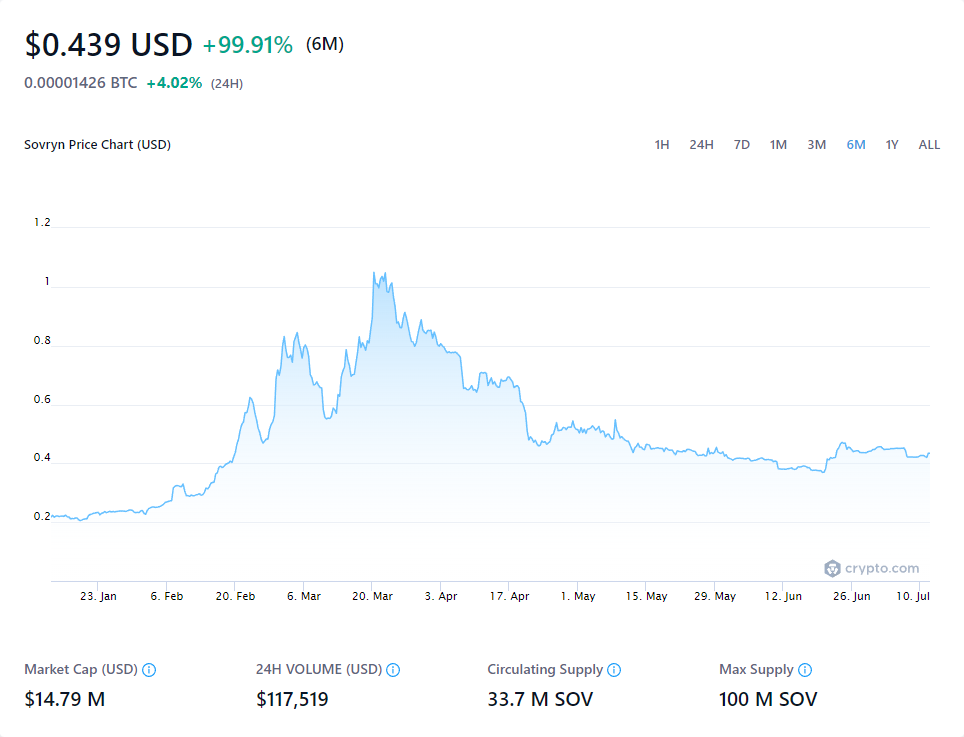 $0.439 USD +99.91% (6M)
0.00001426 BTC +4.02% (24H)
Sovryn Price Chart (USD) 1H 24H 7D 1M 3M 6M 1Y ALL
1.2
1
0.8
0.6
0.4
0.2
crypto.com
23. Jan 6. Feb 20. Feb 6. Mar 20. Mar 3. Apr 17. Apr 1. May 15. May 29. May 12. Jun 26. Jun 10. Jul
Market Cap (USD) 24H VOLUME (USD) Circulating Supply Max Supply
$14.79 M $117,519 33.7 M SOV 100 M SOV